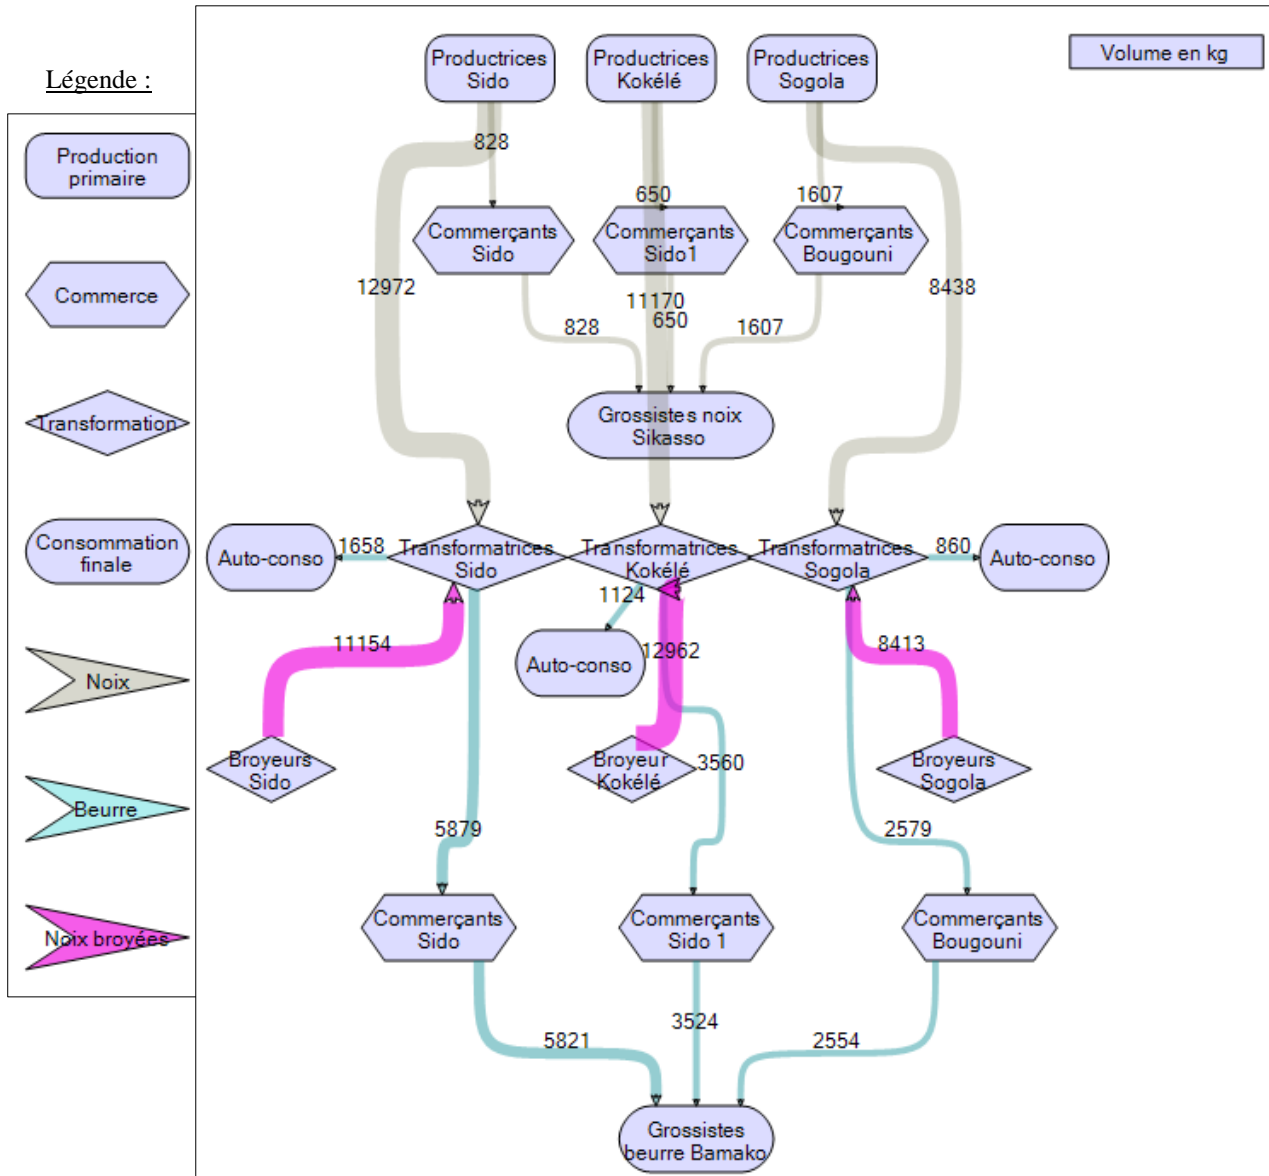 Légende :
Production
primaire
Commerce
Transformation
Consommation
finale
Noix
Beurre
Noix broyées
Volume en kg
Productrices
Sido
Productrices
Kokélé
Productrices
Sogola
828
650
1607
Commerçants
Sido
Commerçants
Sido1
Commerçants
Bougouni
12972
11170
8438
828
650
1607
Grossistes noix
Sikasso
Auto-conso
1658
Transformatrices
Sido
Transformatrices
Kokélé
Transformatrices
Sogola
860
Auto-conso
1124
Auto-conso
11154
12962
8413
Broyeurs
Sido
Broyeur
Kokélé
Broyeurs
Sogola
3560
5879
2579
Commerçants
Sido
Commerçants
Sido 1
Commerçants
Bougouni
5821
3524
2554
Grossistes
beurre Bamako